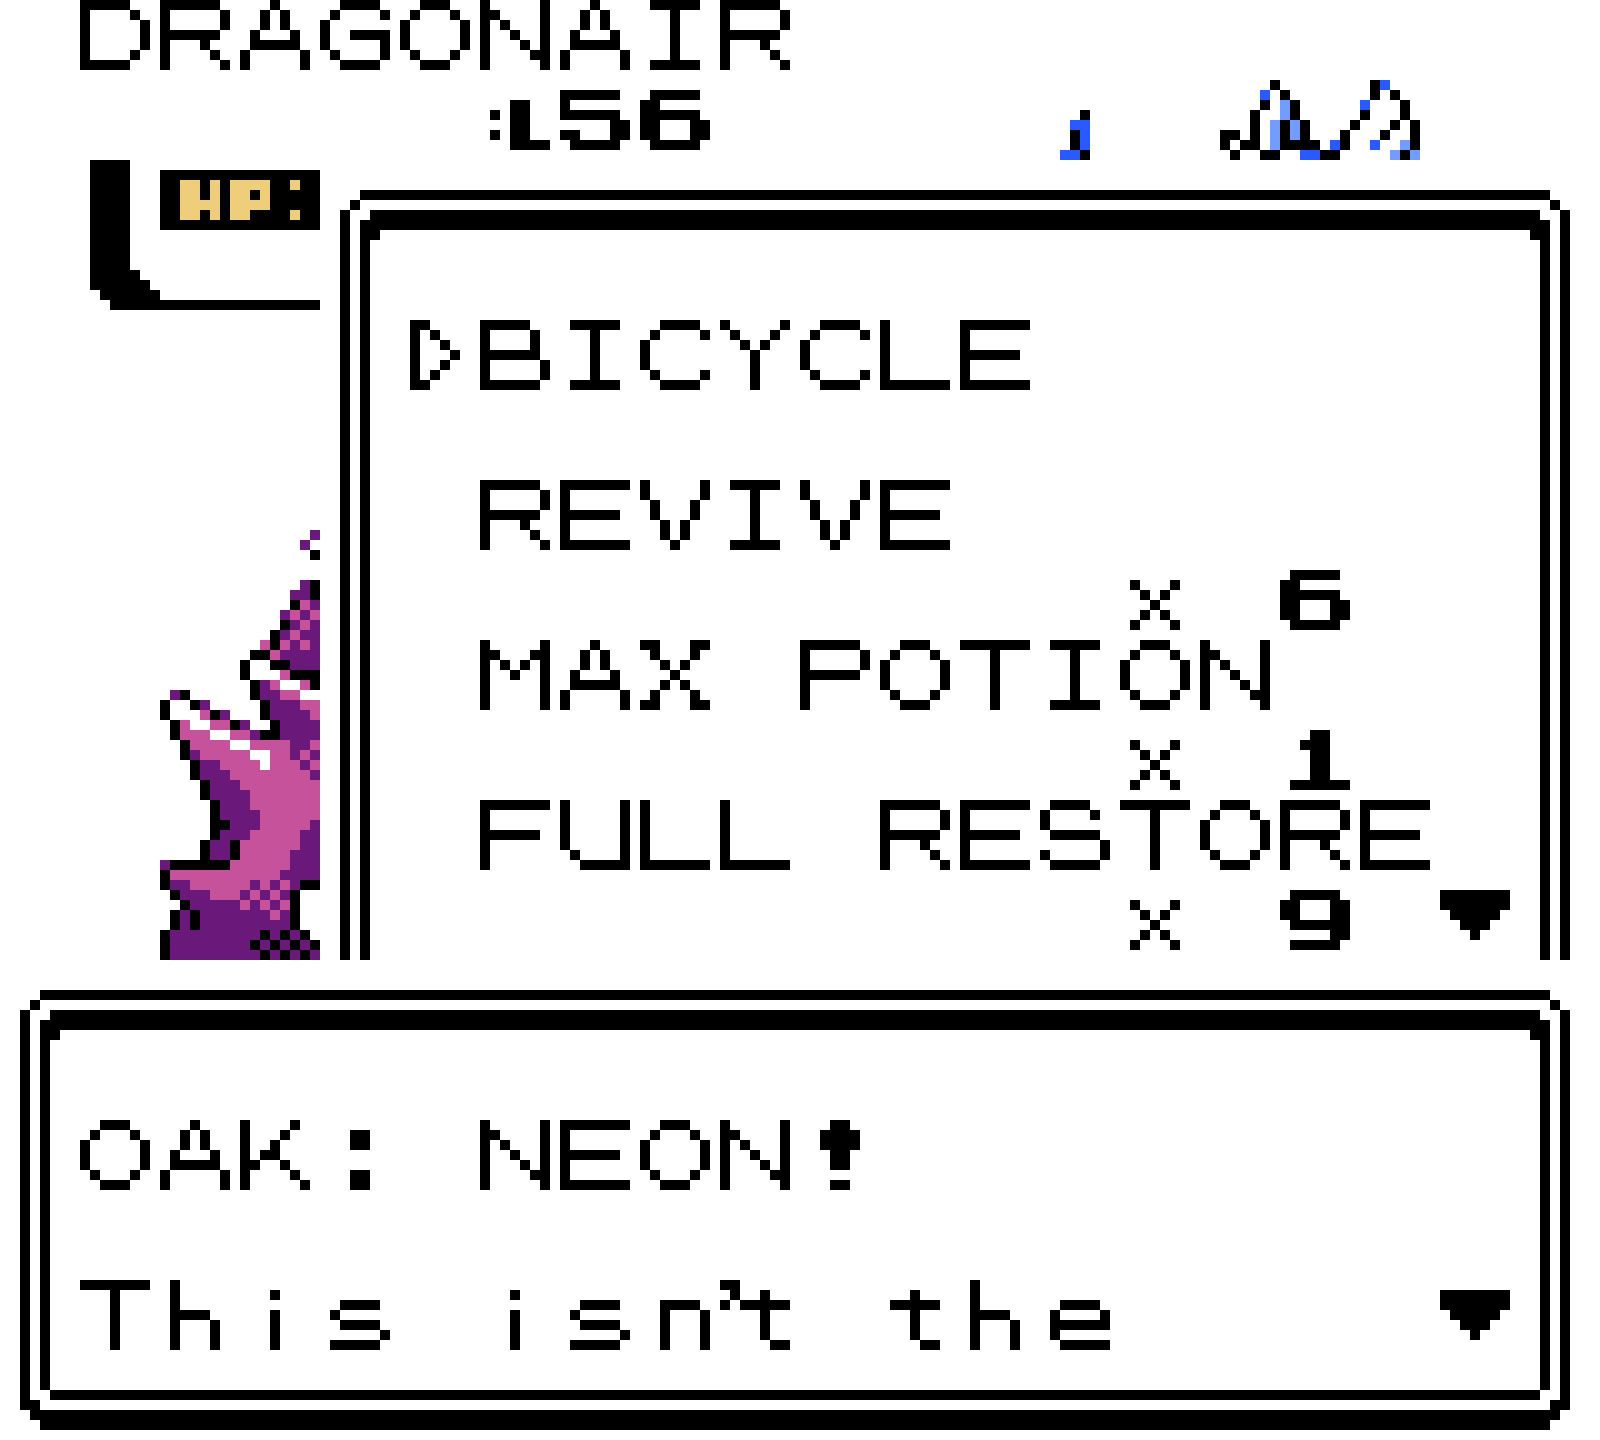 DRAGONAIR
:L56
HP:
▷BICYCLE
REVIVE
× 6
MAX POTION
× 1
FULL RESTORE
× 9 ▼
OAK: NEON!
This isn't the ▼